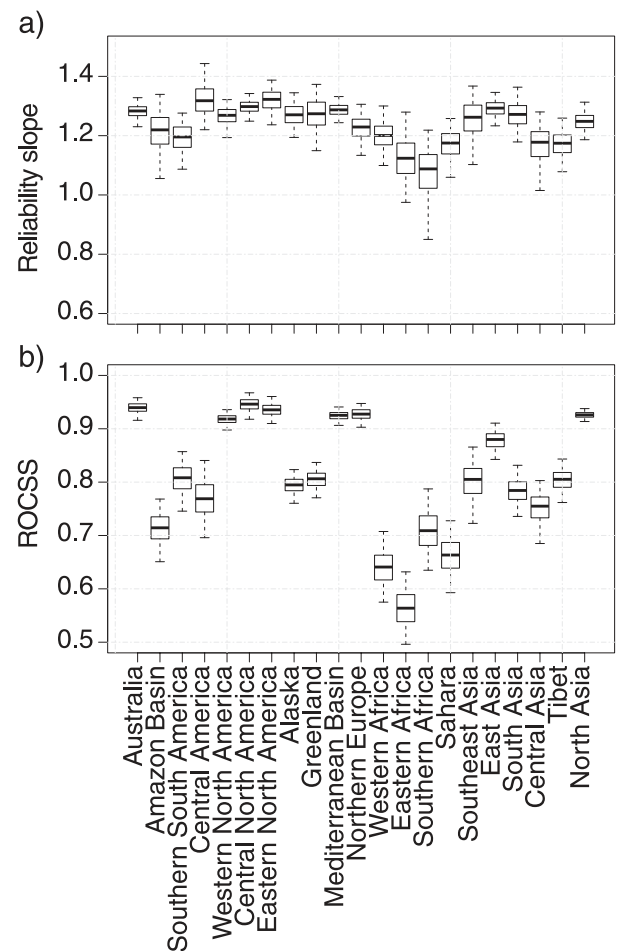 a)
Reliability slope
1.4
1.2
1.0
0.8
0.6
b)
ROCSS
1.0
0.9
0.8
0.7
0.6
0.5
Australia
Amazon Basin
Southern South America
Central America
Western North America
Central North America
Eastern North America
Alaska
Greenland
Mediterranean Basin
Northern Europe
Western Africa
Eastern Africa
Southern Africa
Sahara
Southeast Asia
East Asia
South Asia
Central Asia
Tibet
North Asia